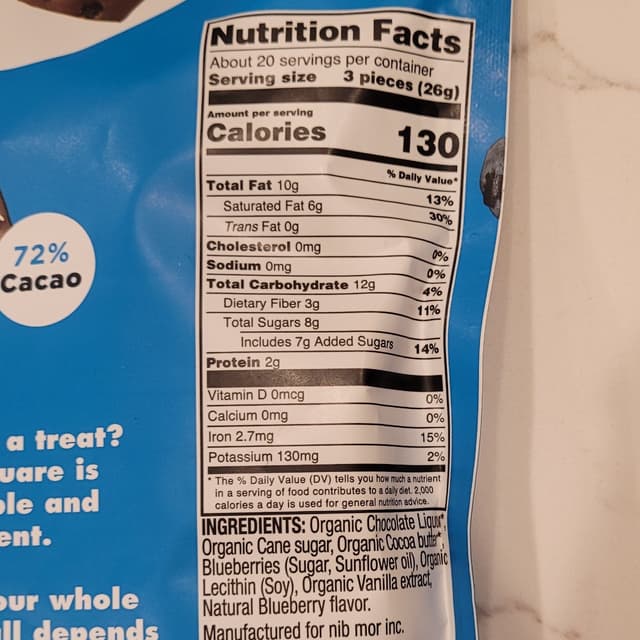 Nutrition Facts
About 20 servings per container
Serving size 3 pieces (26g)
Amount per serving
Calories 130
% Daily Value*
Total Fat 10g 13%
Saturated Fat 6g 30%
Trans Fat 0g
Cholesterol 0mg 0%
Sodium 0mg 0%
Total Carbohydrate 12g 4%
Dietary Fiber 3g 11%
Total Sugars 8g
Includes 7g Added Sugars 14%
Protein 2g
Vitamin D 0mcg 0%
Calcium 0mg 0%
Iron 2.7mg 15%
Potassium 130mg 2%
* The % Daily Value (DV) tells you how much a nutrient
in a serving of food contributes to a daily diet. 2,000
calories a day is used for general nutrition advice.
INGREDIENTS: Organic Chocolate Liquor*,
Organic Cane sugar, Organic Cocoa butter*,
Blueberries (Sugar, Sunflower oil), Organic
Lecithin (Soy), Organic Vanilla extract,
Natural Blueberry flavor.
Manufactured for nib mor inc.
72%
Cacao
a treat?
uare is
ple and
ent.
our whole
all depends